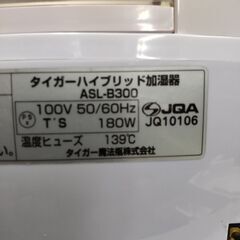 タイガーハイブリッド加湿器
ASL-B300
100V 50/60Hz
T'S 180W
JQA
JQ10106
温度ヒューズ 139℃
タイガー魔法瓶株式会社
い。